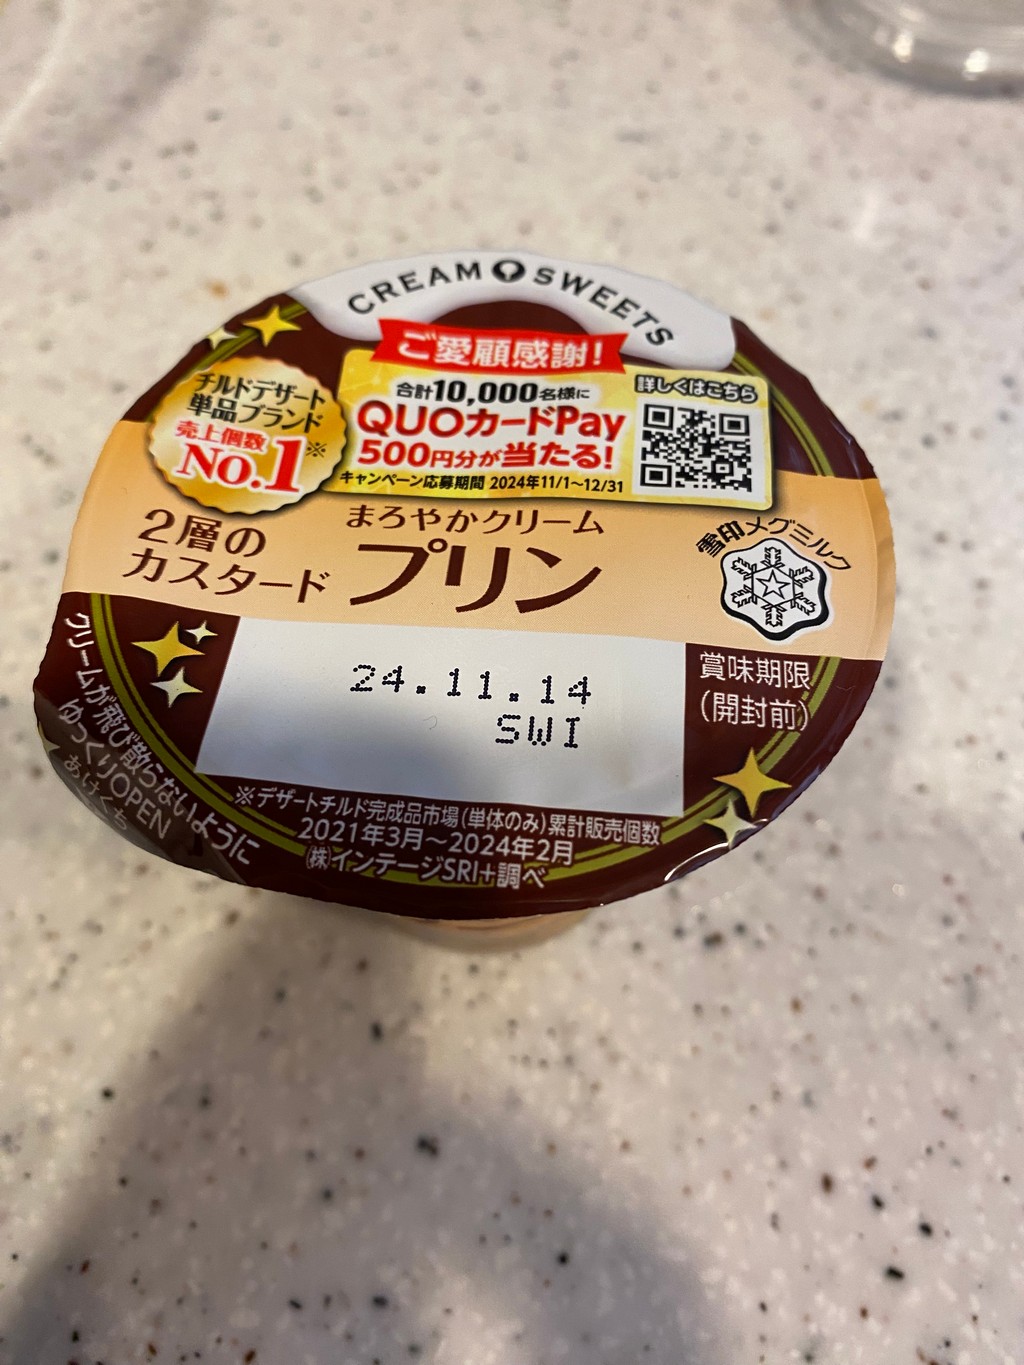 CREAM SWEETS
ご愛顧感謝!
チルドデザート
単品ブランド
売上個数
No.1※
合計10,000名様に
QUOカードPay
500円分が当たる!
キャンペーン応募期間 2024年11/1~12/31
詳しくはこちら
2層の
カスタード
まろやかクリーム
プリン
雪印メグミルク
24.11.14
SWI
賞味期限
(開封前)
クリームが飛び散らないように
ゆっくりOPEN
あけくち
※デザートチルド完成品市場(単体のみ)累計販売個数
2021年3月~2024年2月
㈱インテージSRI+調べ